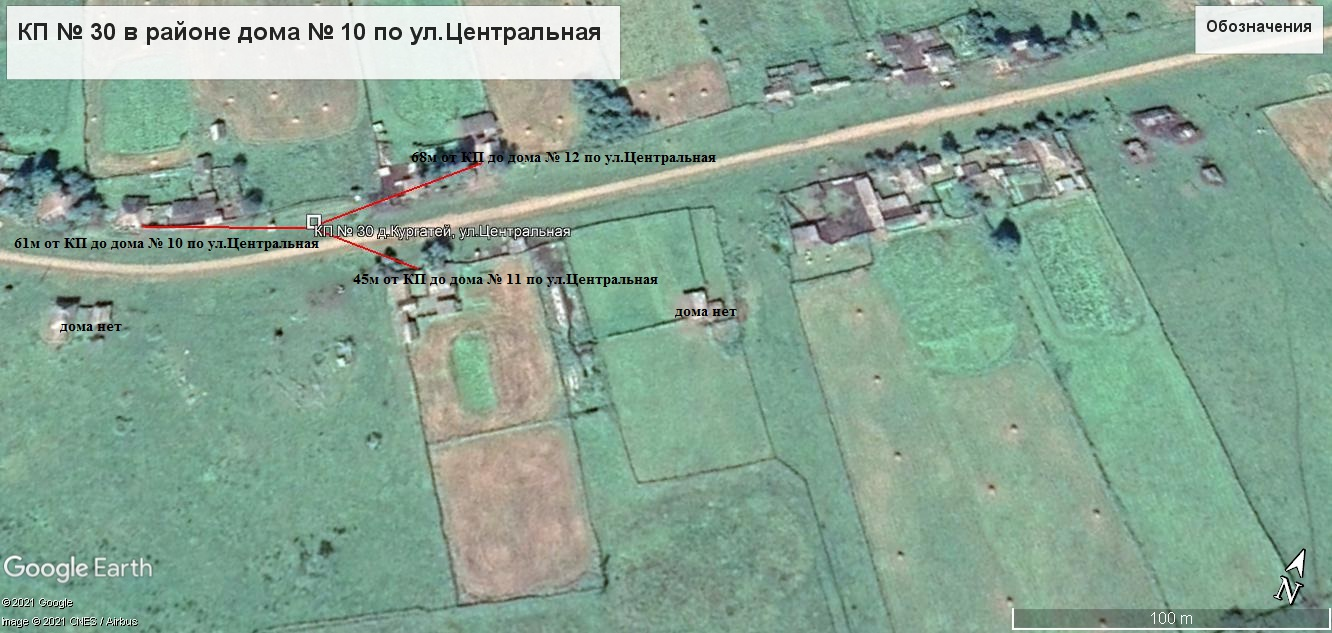 КП № 30 в районе дома № 10 по ул.Центральная
Обозначения
68м от КП до дома № 12 по ул.Центральная
КП № 30 д.Кургатей, ул.Центральная
61м от КП до дома № 10 по ул.Центральная
45м от КП до дома № 11 по ул.Центральная
дома нет
дома нет
Google Earth
©2021 Google
Image © 2021 CNES / Airbus
N
100 m